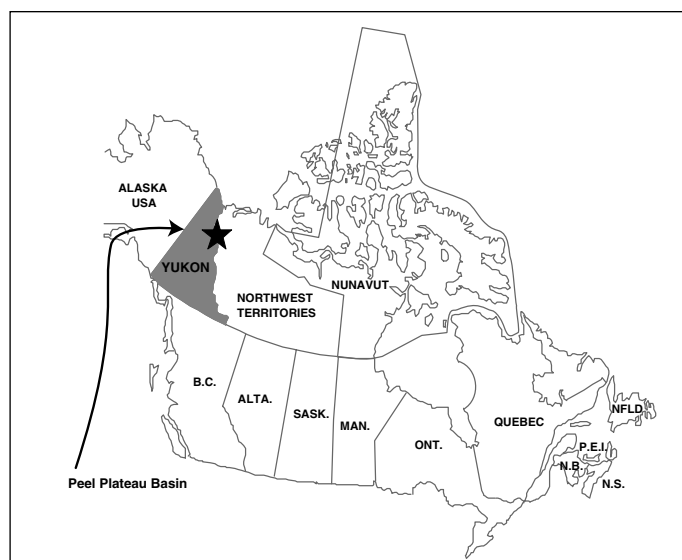 ALASKA
USA
YUKON
NORTHWEST
TERRITORIES
NUNAVUT
B.C.
ALTA.
SASK.
MAN.
ONT.
QUEBEC
NFLD.
P.E.I.
N.B.
N.S.
Peel Plateau Basin